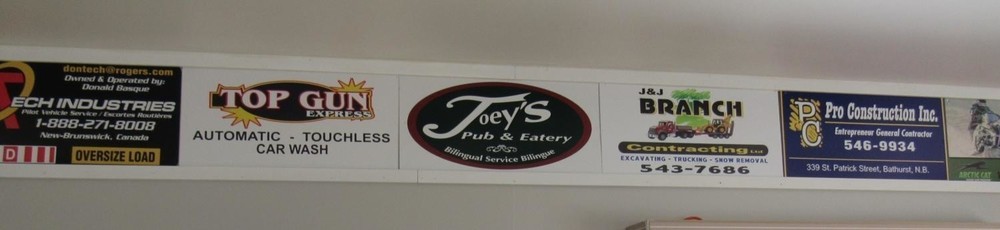 dontech@rogers.com
Owned & Operated by:
Donald Basque
ECH INDUSTRIES
Pilot Vehicle Service / Escortes Routières
1-888-271-8008
New-Brunswick, Canada
D
OVERSIZE LOAD
TOP GUN
EXPRESS
AUTOMATIC - TOUCHLESS
CAR WASH
Joey's
Pub & Eatery
Bilingual Service Bilingue
J&J
BRANCH
Contracting Ltd
EXCAVATING - TRUCKING - SNOW REMOVAL
543-7686
PC
Pro Construction Inc.
Entrepreneur General Contractor
546-9934
339 St. Patrick Street, Bathurst, N.B.
ARCTIC CAT